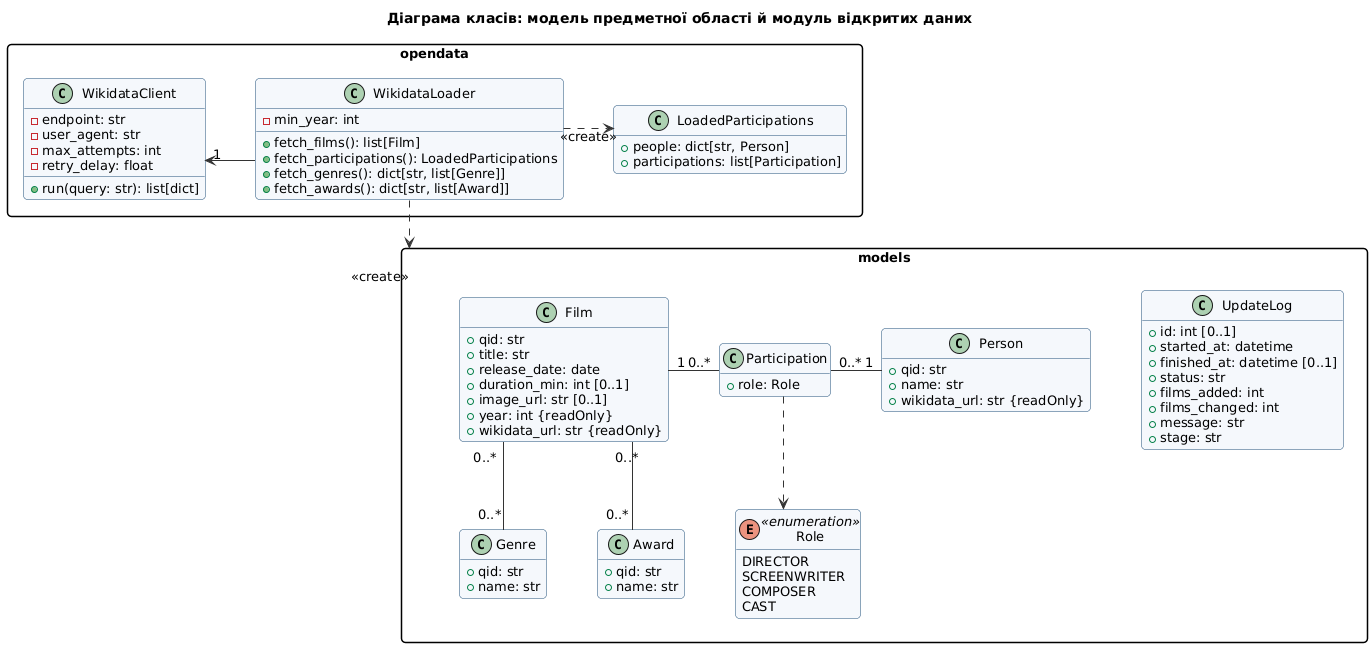 Діаграма класів: модель предметної області й модуль відкритих даних
opendata
C WikidataClient
endpoint: str
user_agent: str
max_attempts: int
retry_delay: float
run(query: str): list[dict]
1
C WikidataLoader
min_year: int
fetch_films(): list[Film]
fetch_participations(): LoadedParticipations
fetch_genres(): dict[str, list[Genre]]
fetch_awards(): dict[str, list[Award]]
«create»
C LoadedParticipations
people: dict[str, Person]
participations: list[Participation]
«create»
models
C Film
qid: str
title: str
release_date: date
duration_min: int [0..1]
image_url: str [0..1]
year: int {readOnly}
wikidata_url: str {readOnly}
1 0..*
C Participation
role: Role
0..* 1
C Person
qid: str
name: str
wikidata_url: str {readOnly}
C UpdateLog
id: int [0..1]
started_at: datetime
finished_at: datetime [0..1]
status: str
films_added: int
films_changed: int
message: str
stage: str
0..* 0..*
0..* 0..*
C Genre
qid: str
name: str
C Award
qid: str
name: str
E «enumeration»
Role
DIRECTOR
SCREENWRITER
COMPOSER
CAST